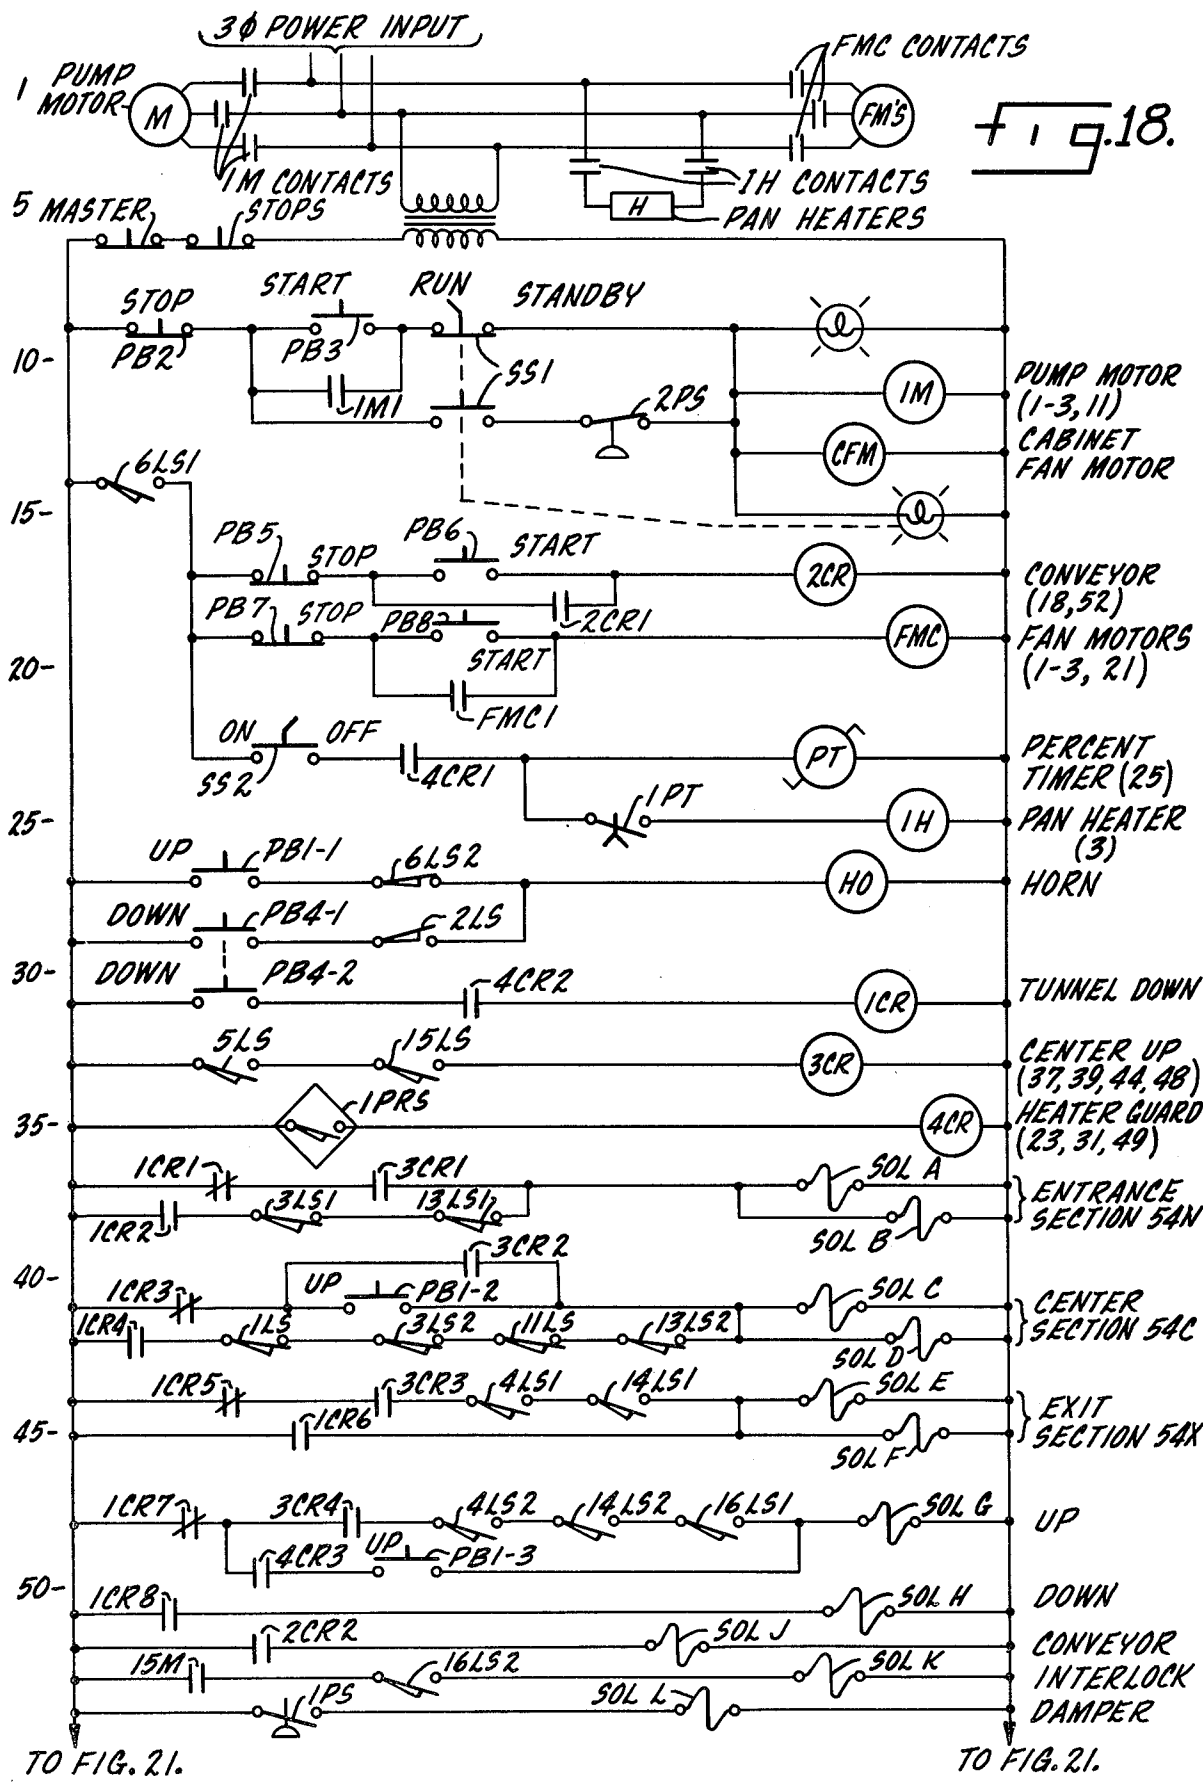 3Φ POWER INPUT
FMC CONTACTS
1 PUMP MOTOR
M
FM'S
fig.18.
1M CONTACTS
1H CONTACTS
H
PAN HEATERS
5 MASTER
STOPS
STOP
START
RUN
STANDBY
PB2
PB3
SS1
10-
1M1
2PS
1M
PUMP MOTOR
(1-3, 11)
CFM
CABINET
FAN MOTOR
6LS1
15-
PB5
STOP
PB6
START
2CR
CONVEYOR
(18,52)
2CR1
PB7
STOP
PB8
START
FMC
FAN MOTORS
(1-3, 21)
20-
FMC1
ON
OFF
SS2
4CR1
PT
PERCENT
TIMER (25)
25-
1PT
1H
PAN HEATER
(3)
UP
PB1-1
6LS2
HO
HORN
DOWN
PB4-1
2LS
30-
DOWN
PB4-2
4CR2
1CR
TUNNEL DOWN
5LS
15LS
3CR
CENTER UP
(37,39,44,48)
35-
1PRS
4CR
HEATER GUARD
(23,31,49)
1CR1
3CR1
SOL A
1CR2
3LS1
13LS1
SOL B
ENTRANCE
SECTION 54N
40-
3CR2
1CR3
UP
PB1-2
SOL C
CENTER
SECTION 54C
1CR4
1LS
3LS2
11LS
13LS2
SOL D
1CR5
3CR3
4LS1
14LS1
SOL E
EXIT
SECTION 54X
45-
1CR6
SOL F
1CR7
3CR4
4LS2
14LS2
16LS1
SOL G
UP
4CR3
UP
PB1-3
50-
1CR8
SOL H
DOWN
2CR2
SOL J
CONVEYOR
15M
16LS2
SOL K
INTERLOCK
1PS
SOL L
DAMPER
TO FIG. 21.
TO FIG. 21.